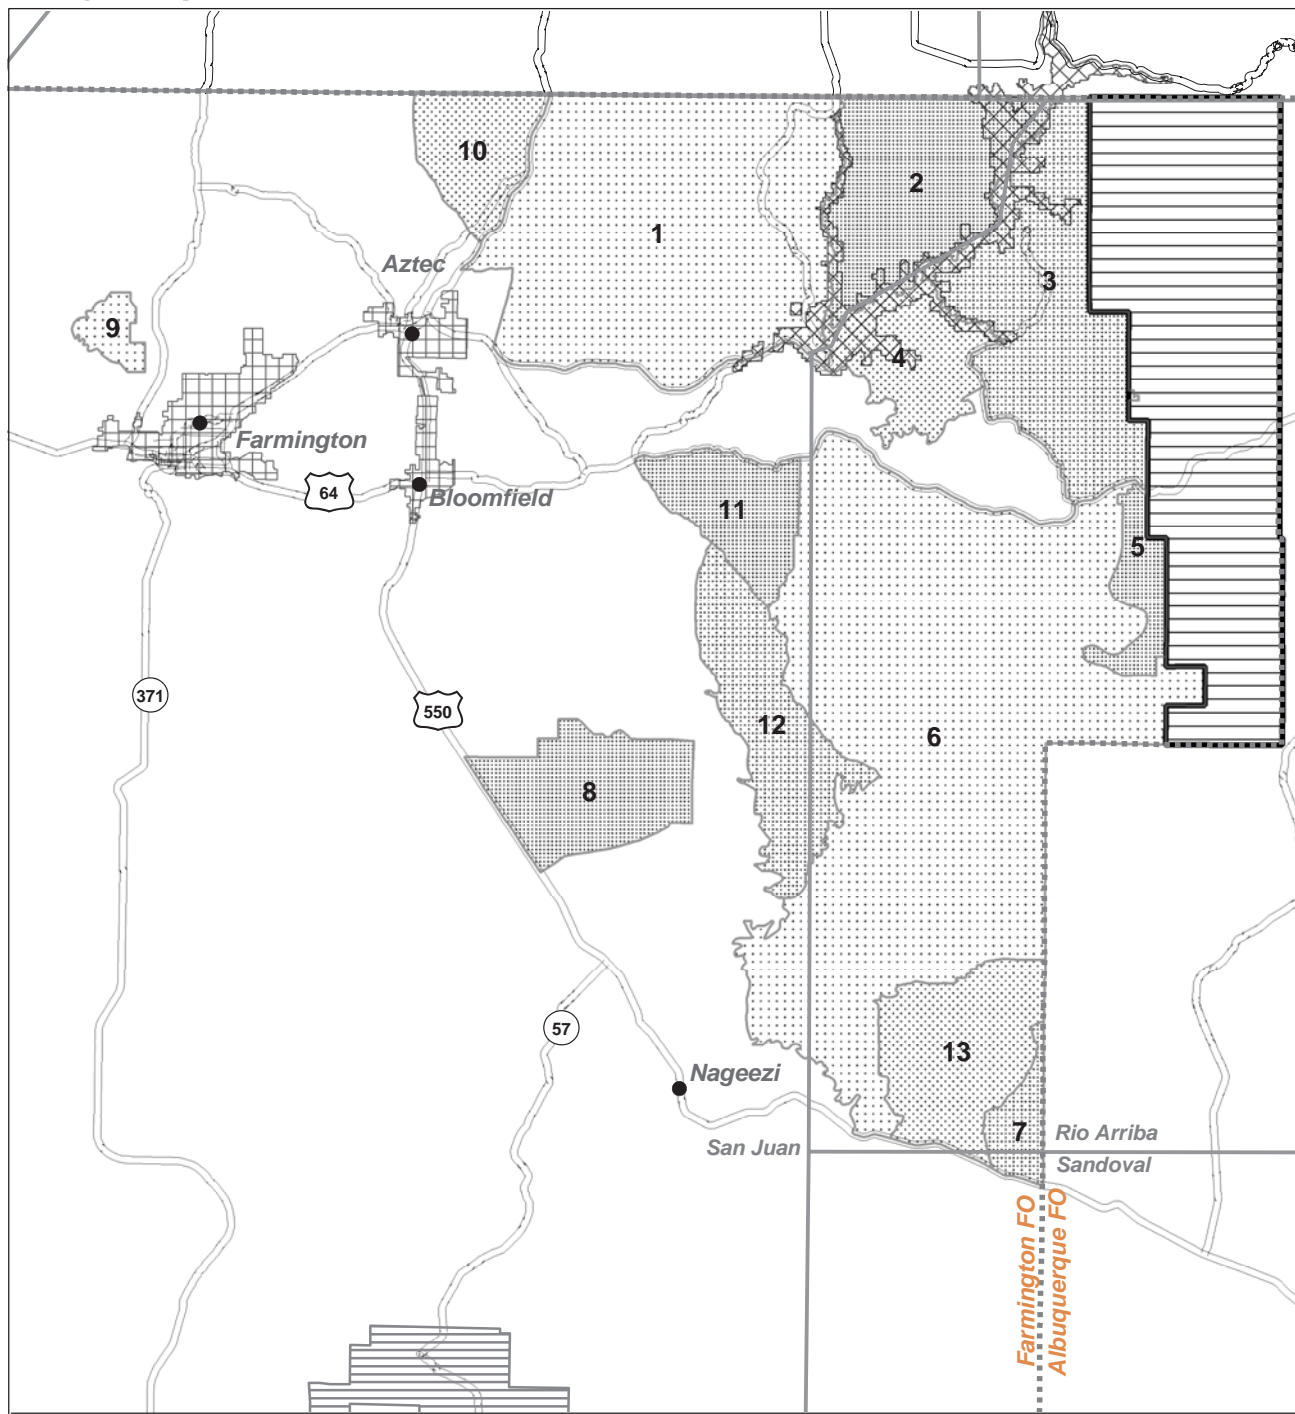 10
2
1
Aztec
3
9
4
Farmington
64
Bloomfield
11
5
371
550
12
6
8
57
13
Nageezi
7
Rio Arriba
San Juan
Sandoval
Farmington FO
Albuquerque FO